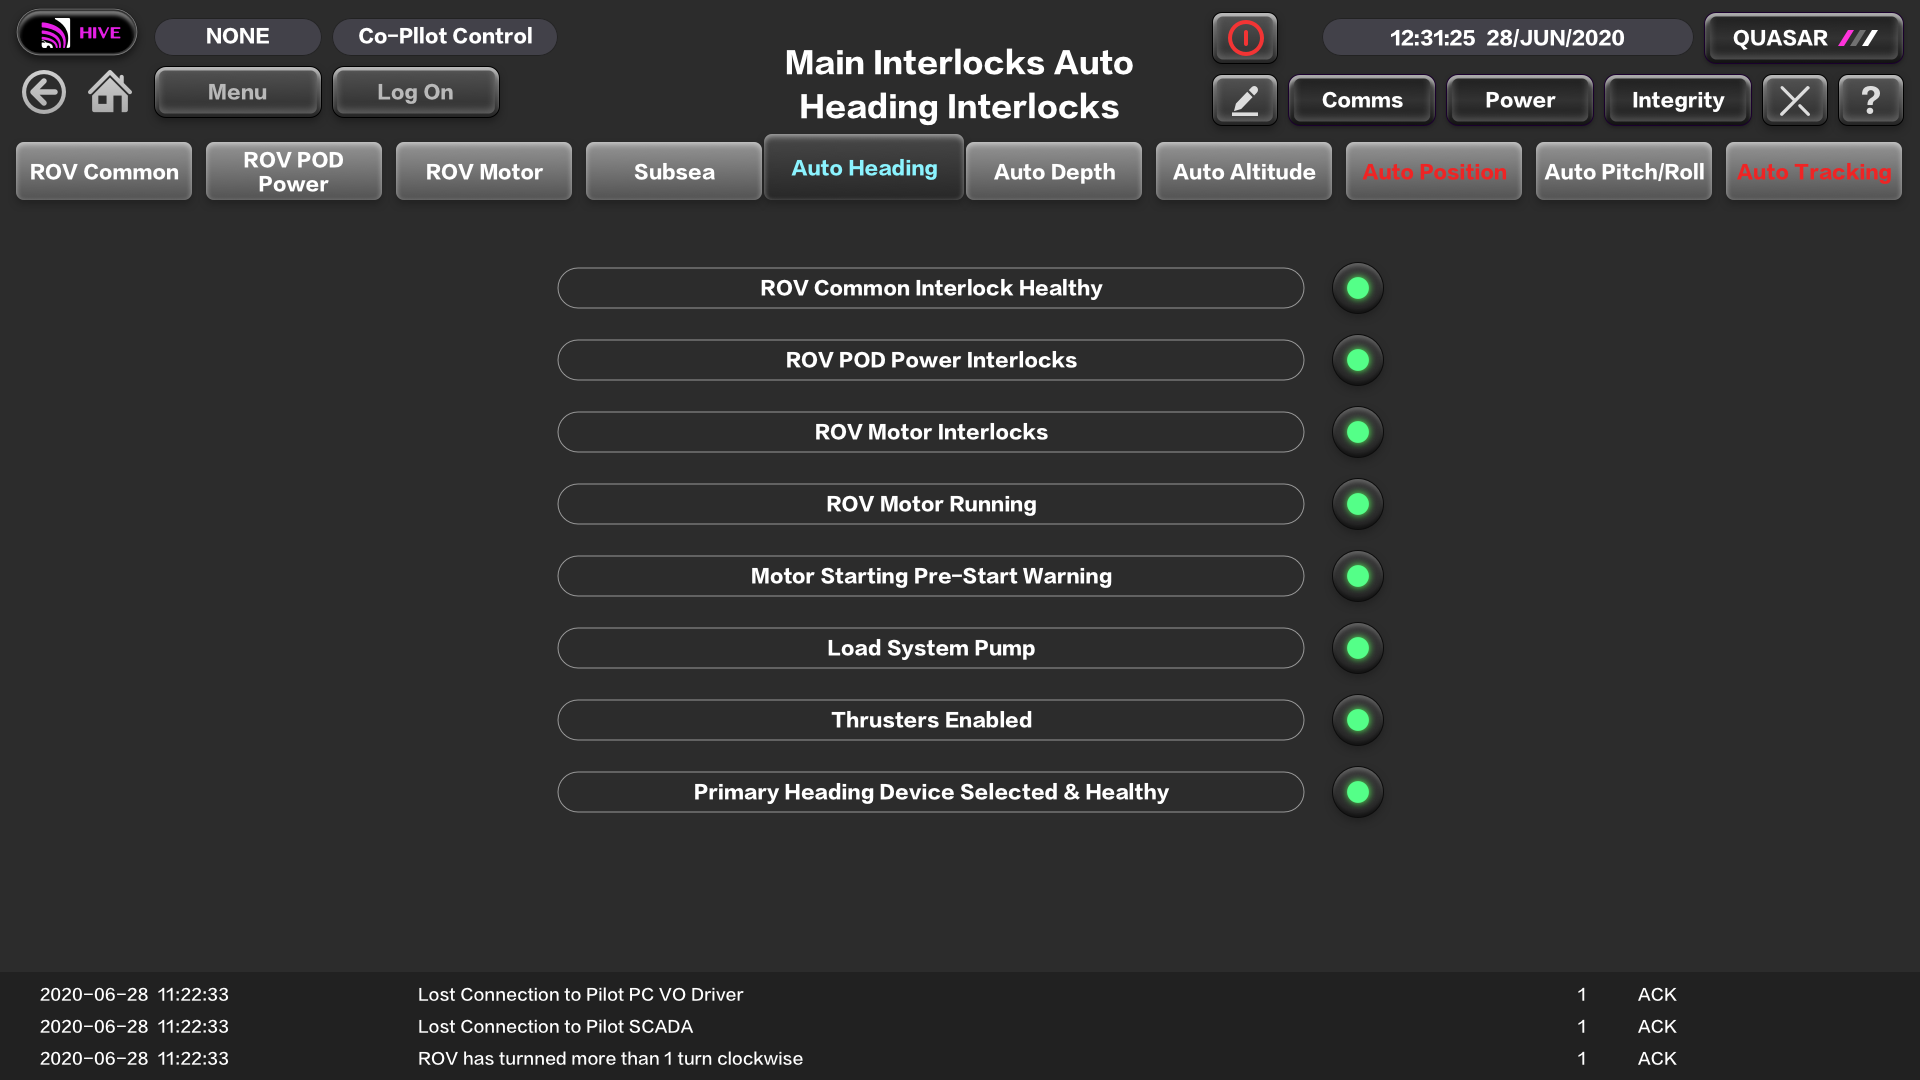 HIVE
NONE
Co-PIlot Control
Menu
Log On
Main Interlocks Auto
Heading Interlocks
12:31:25 28/JUN/2020
QUASAR
Comms
Power
Integrity
?
ROV Common
ROV POD
Power
ROV Motor
Subsea
Auto Heading
Auto Depth
Auto Altitude
Auto Position
Auto Pitch/Roll
Auto Tracking
ROV Common Interlock Healthy
ROV POD Power Interlocks
ROV Motor Interlocks
ROV Motor Running
Motor Starting Pre-Start Warning
Load System Pump
Thrusters Enabled
Primary Heading Device Selected & Healthy
2020-06-28 11:22:33 Lost Connection to Pilot PC VO Driver 1 ACK
2020-06-28 11:22:33 Lost Connection to Pilot SCADA 1 ACK
2020-06-28 11:22:33 ROV has turnned more than 1 turn clockwise 1 ACK